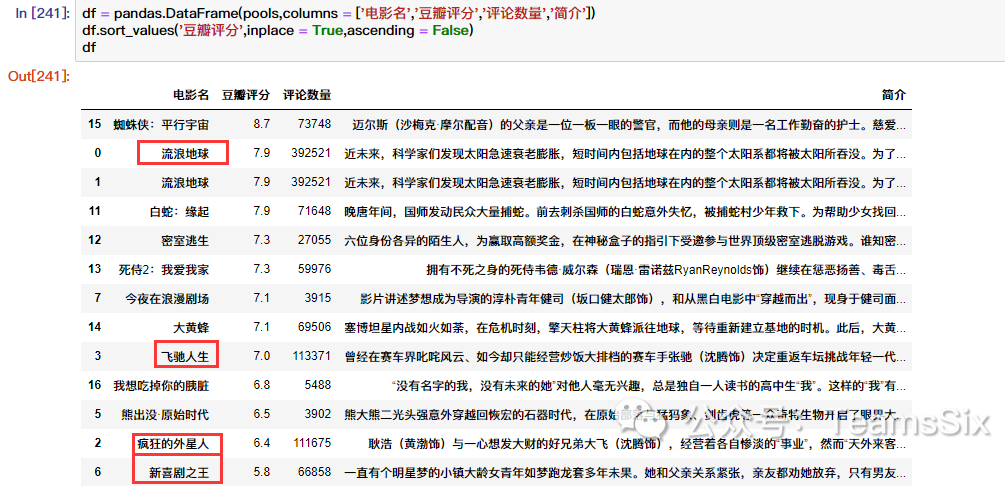 In [241]: df = pandas.DataFrame(pools,columns = ['电影名','豆瓣评分','评论数量','简介'])
df.sort_values('豆瓣评分',inplace = True,ascending = False)
df
Out[241]:
电影名 豆瓣评分 评论数量 简介
15 蜘蛛侠：平行宇宙 8.7 73748 迈尔斯（沙梅克·摩尔配音）的父亲是一位一板一眼的警官，而他的母亲则是一名工作勤奋的护士。慈爱...
0 流浪地球 7.9 392521 近未来，科学家们发现太阳急速衰老膨胀，短时间内包括地球在内的整个太阳系都将被太阳所吞没。为了...
1 流浪地球 7.9 392521 近未来，科学家们发现太阳急速衰老膨胀，短时间内包括地球在内的整个太阳系都将被太阳所吞没。为了...
11 白蛇：缘起 7.9 71648 晚唐年间，国师发动民众大量捕蛇。前去刺杀国师的白蛇意外失忆，被捕蛇村少年救下。为帮助少女找回...
12 密室逃生 7.3 27055 六位身份各异的陌生人，为赢取高额奖金，在神秘盒子的指引下受邀参与世界顶级密室逃脱游戏。谁知密...
13 死侍2：我爱我家 7.3 59976 拥有不死之身的死侍韦德·威尔森（瑞恩·雷诺兹RyanReynolds饰）继续在惩恶扬善、毒舌...
7 今夜在浪漫剧场 7.1 3915 影片讲述梦想成为导演的淳朴青年健司（坂口健太郎饰），和从黑白电影中“穿越而出”，现身于健司面...
14 大黄蜂 7.1 69506 塞博坦星内战如火如荼，在危机时刻，擎天柱将大黄蜂派往地球，等待重新建立基地的时机。此后，大黄...
3 飞驰人生 7.0 113371 曾经在赛车界叱咤风云、如今却只能经营炒饭大排档的赛车手张驰（沈腾饰）决定重返车坛挑战年轻一代...
16 我想吃掉你的胰脏 6.8 5488 “没有名字的我，没有未来的她”对他人毫无兴趣，总是独自一人读书的高中生“我”。这样的“我”有...
5 熊出没·原始时代 6.5 3902 熊大熊二光头强意外穿越回恢宏的石器时代，在原始部落与猛犸象、剑齿虎等一众奇特生物开启了眼界大...
2 疯狂的外星人 6.4 111675 耿浩（黄渤饰）与一心想发大财的好兄弟大飞（沈腾饰），经营着各自惨淡的“事业”，然而“天外来客...
6 新喜剧之王 5.8 66858 一直有个明星梦的小镇大龄女青年如梦跑龙套多年未果。她和父亲关系紧张，亲友都劝她放弃，只有男友...
公众号：TeamsSix